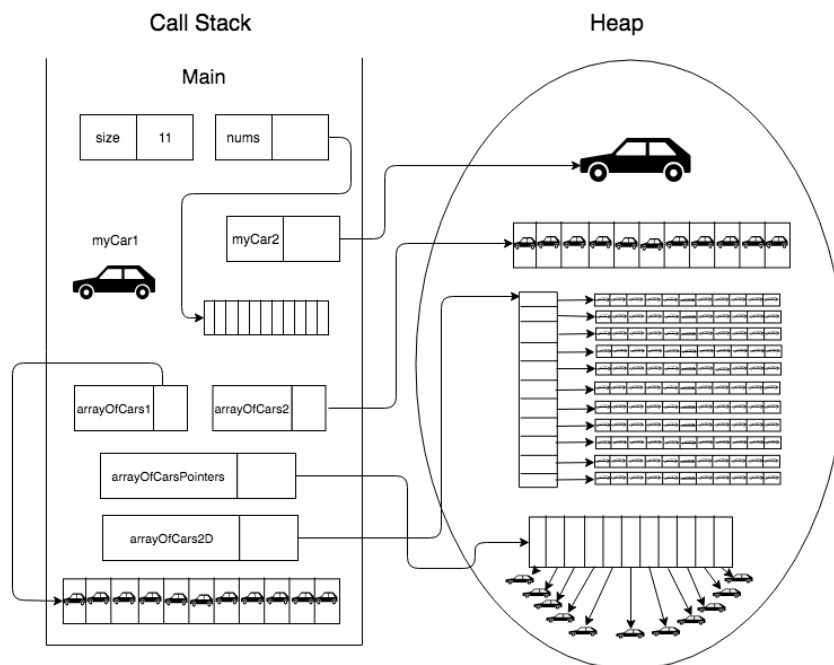 Call Stack
Heap
Main
size
11
nums
myCar1
myCar2
arrayOfCars1
arrayOfCars2
arrayOfCarsPointers
arrayOfCars2D